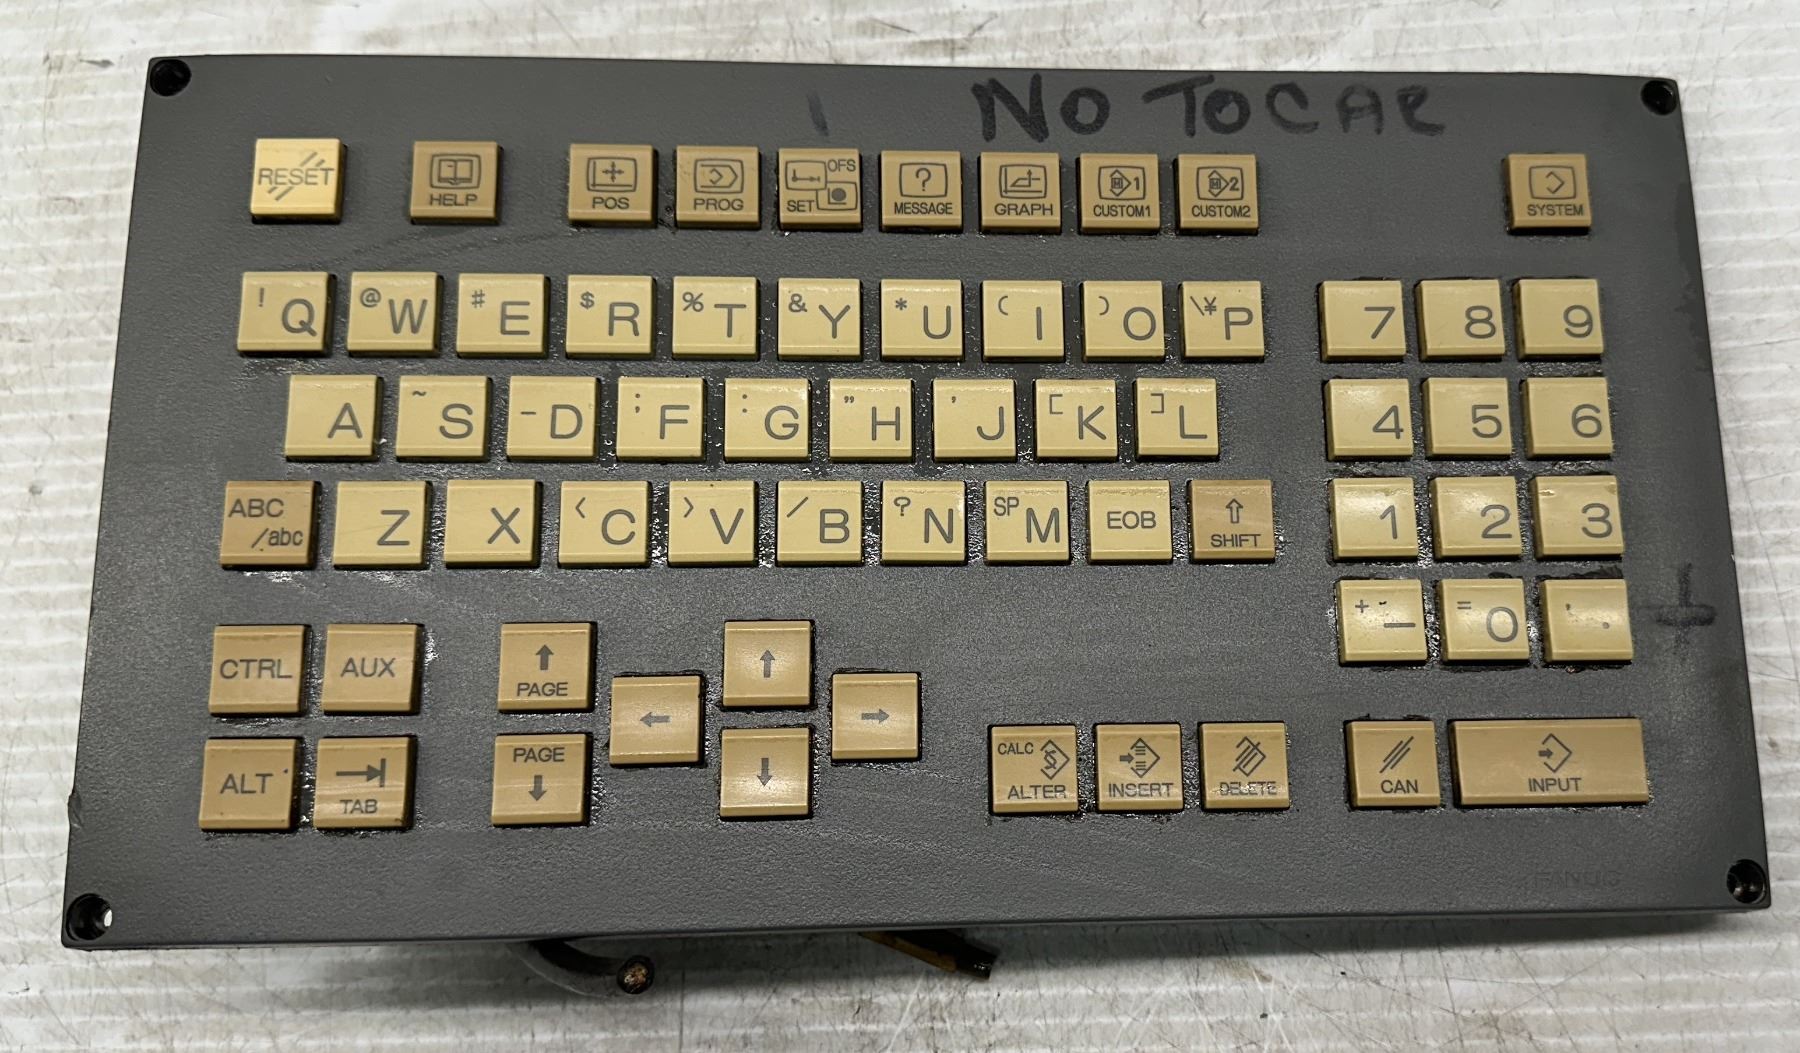 NO TOCAR
RESET HELP POS PROG OFS SET MESSAGE GRAPH CUSTOM1 CUSTOM2 SYSTEM
! Q @ W # E $ R % T & Y * U ( I ) O \¥ P 7 8 9
A ~ S - D ; F : G " H ' J [ K ] L 4 5 6
ABC /abc Z X < C > V / B ? N SP M EOB ⇧ SHIFT 1 2 3
+ - = 0 .
CTRL AUX ↑ PAGE ← ↑ →
ALT →| TAB PAGE ↓ ↓ CALC ALTER INSERT DELETE CAN INPUT
FANUC